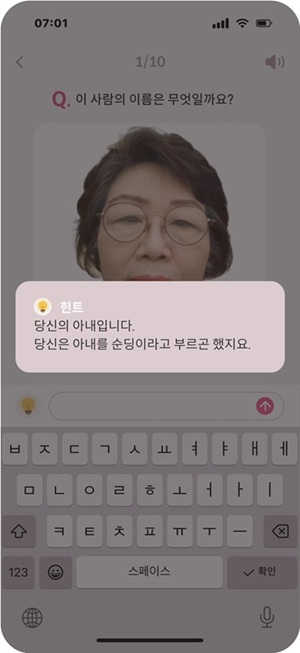 07:01
1/10
Q. 이 사람의 이름은 무엇일까요?
힌트
당신의 아내입니다.
당신은 아내를 순딩이라고 부르곤 했지요.
ㅂ ㅈ ㄷ ㄱ ㅅ ㅛ ㅕ ㅑ ㅐ ㅔ
ㅁ ㄴ ㅇ ㄹ ㅎ ㅗ ㅓ ㅏ ㅣ
ㅋ ㅌ ㅊ ㅍ ㅠ ㅜ ㅡ
123 스페이스 확인